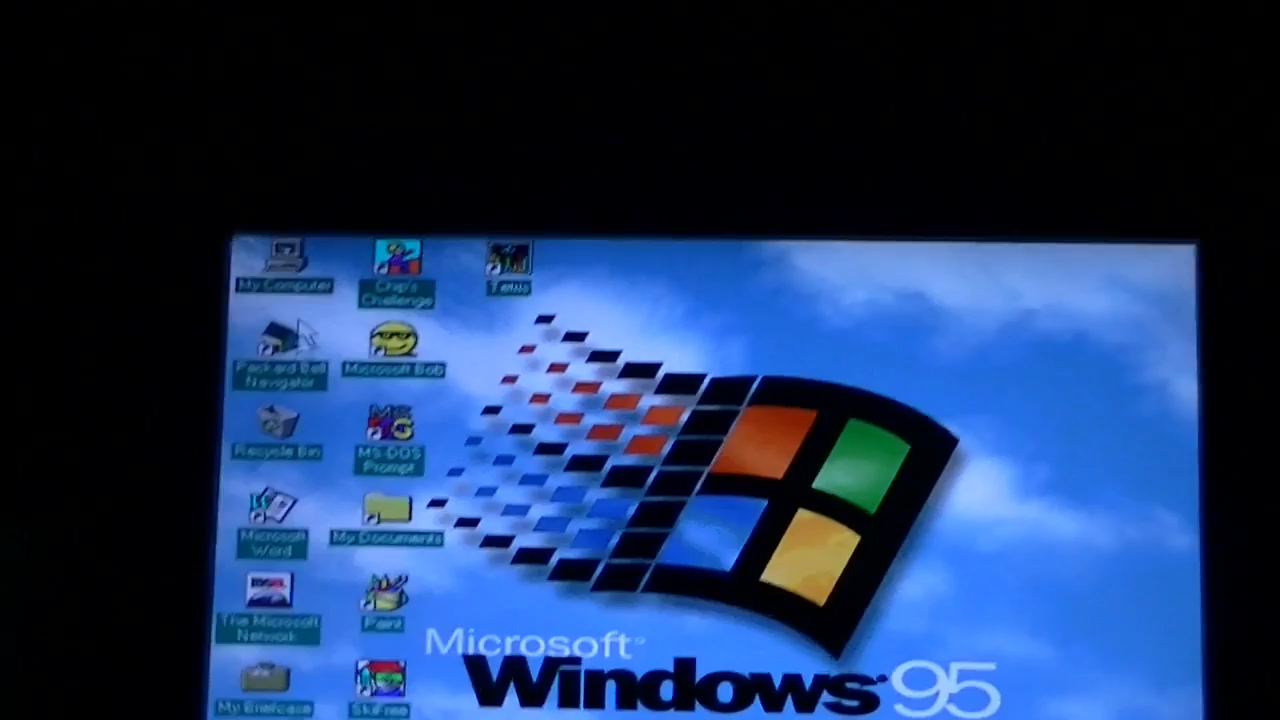 My Computer
Chip's
Challenge
Tetris
Packard Bell
Navigator
Microsoft Bob
Recycle Bin
MS-DOS
Prompt
Microsoft
Word
My Documents
The Microsoft
Network
Paint
My Briefcase
SkiFree
Microsoft
Windows 95